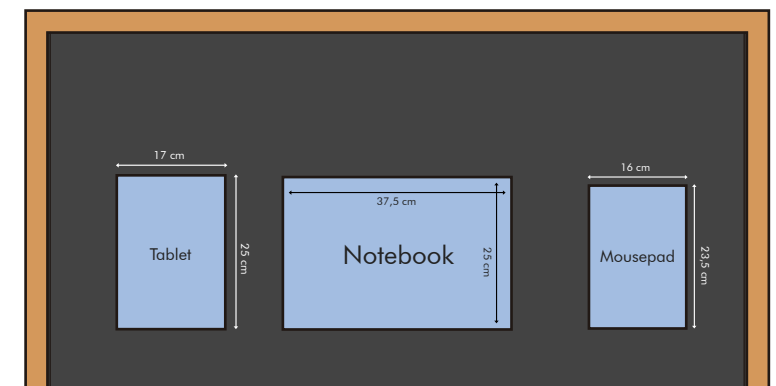 17 cm
Tablet
25 cm
37,5 cm
Notebook
25 cm
16 cm
Mousepad
23,5 cm